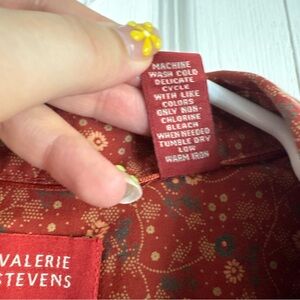 MACHINE
WASH COLD
DELICATE
CYCLE
WITH LIKE
COLORS
ONLY NON-
CHLORINE
BLEACH
WHEN NEEDED
TUMBLE DRY
LOW
WARM IRON
VALERIE
STEVENS